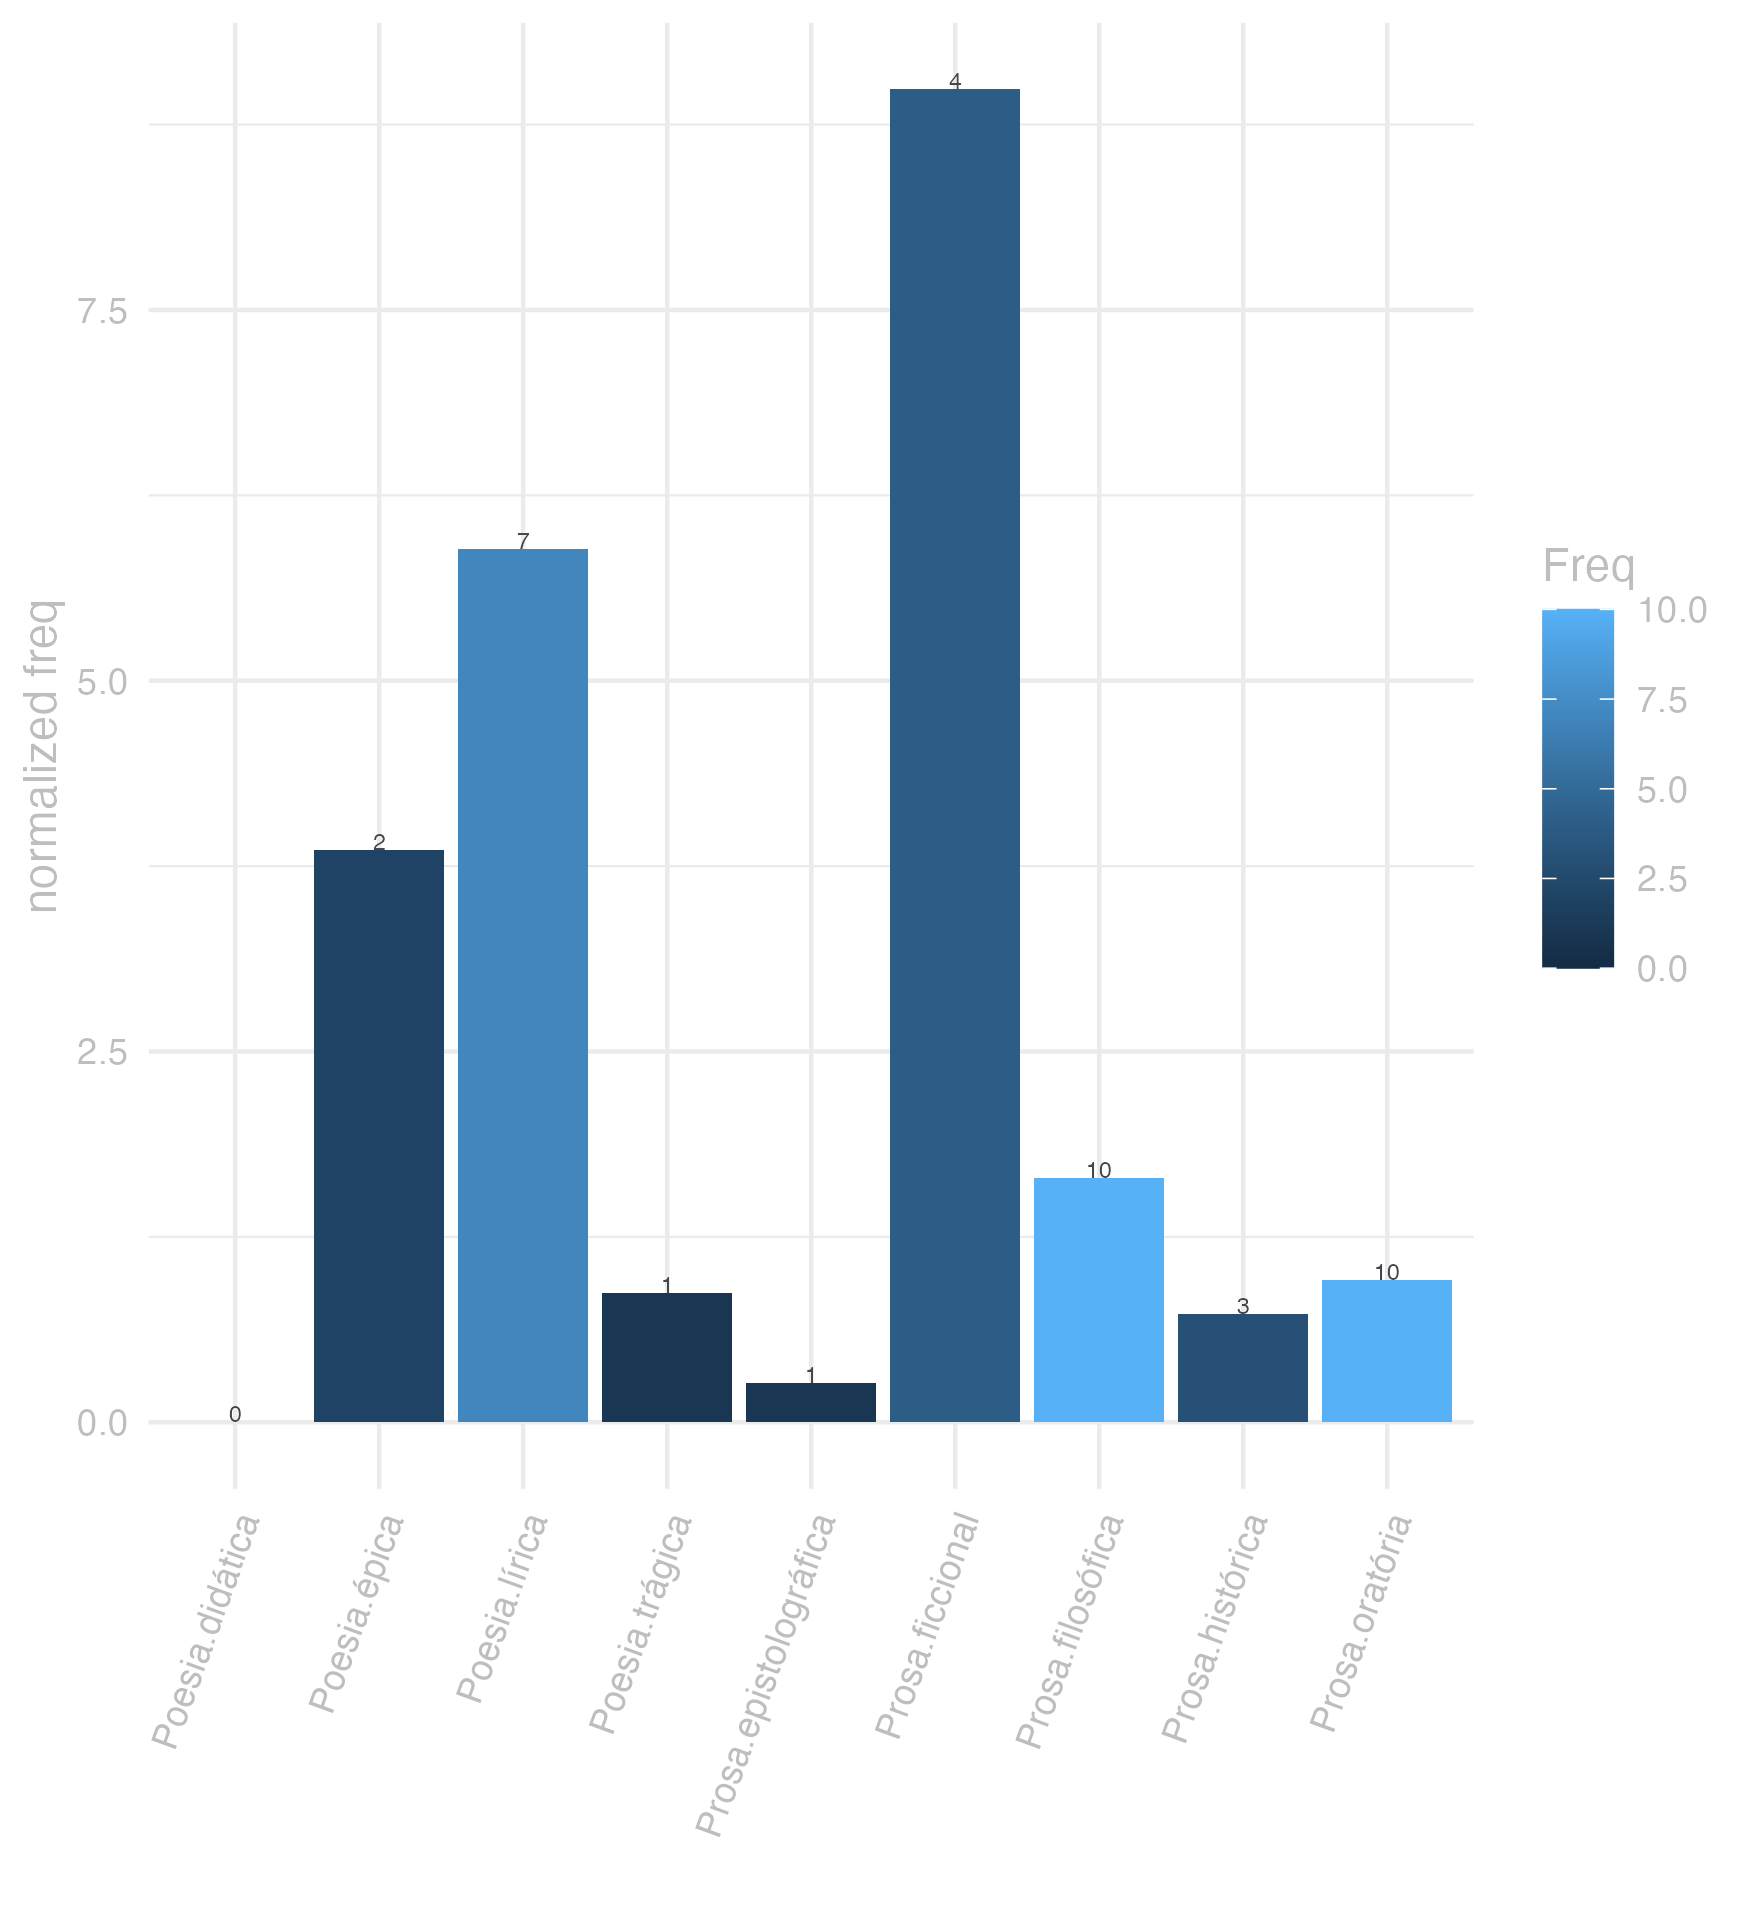 4
7.5
7
5.0
2
2.5
10
10
3
1
1
0
0.0
normalized freq
Freq
10.0
7.5
5.0
2.5
0.0
Poesia.didática
Poesia.épica
Poesia.lírica
Poesia.trágica
Prosa.epistolográfica
Prosa.ficcional
Prosa.filosófica
Prosa.histórica
Prosa.oratória